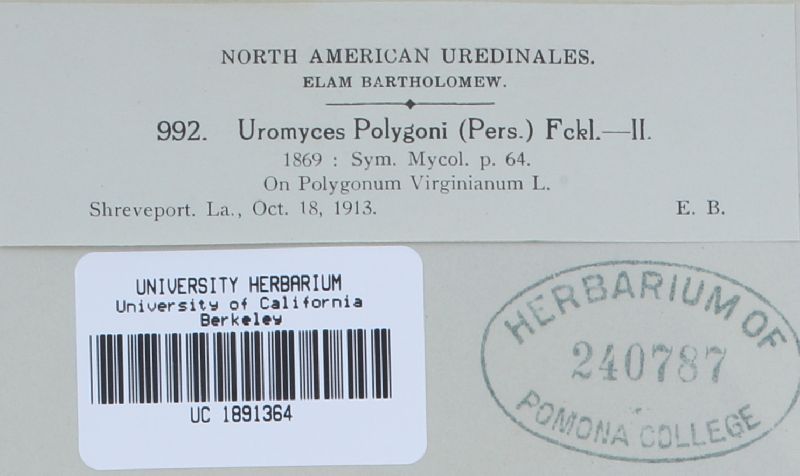 NORTH AMERICAN UREDINALES.
ELAM BARTHOLOMEW.
992. Uromyces Polygoni (Pers.) Fckl.—II.
1869 : Sym. Mycol. p. 64.
On Polygonum Virginianum L.
Shreveport. La., Oct. 18, 1913. E. B.
UNIVERSITY HERBARIUM
University of California
Berkeley
UC 1891364
HERBARIUM OF
240787
POMONA COLLEGE